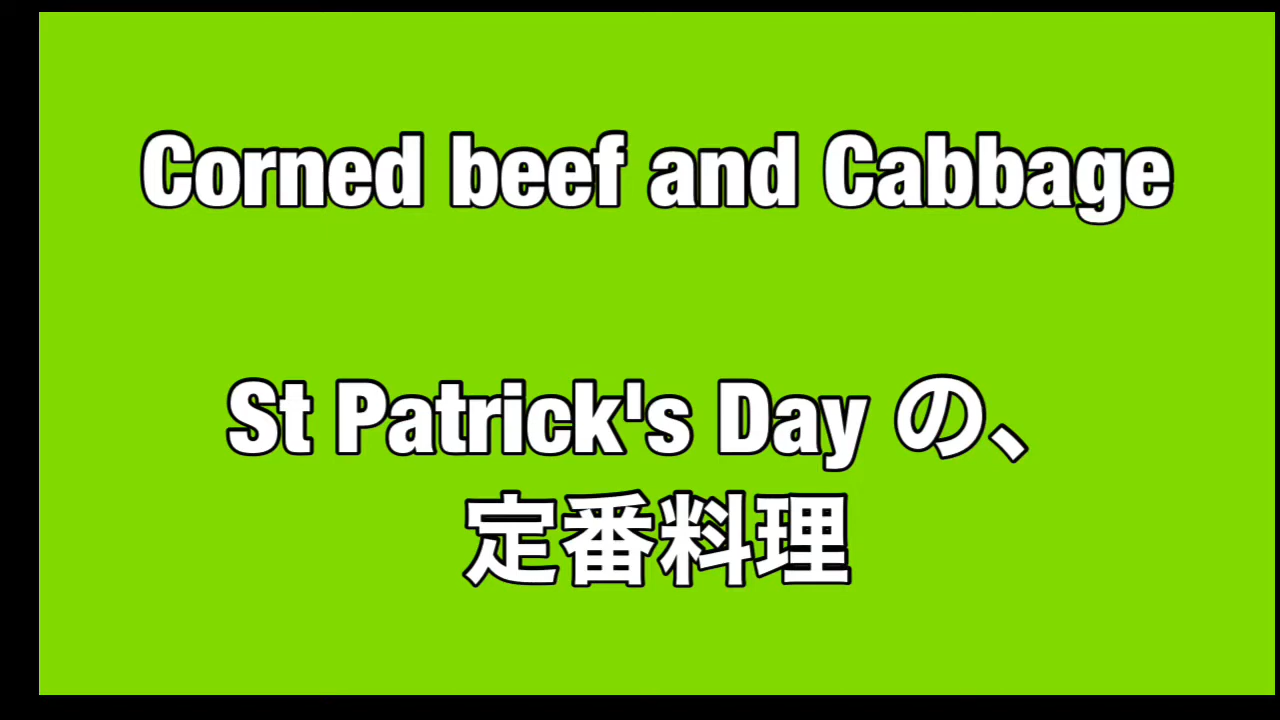 Corned beef and Cabbage
St Patrick's Day の、
定番料理